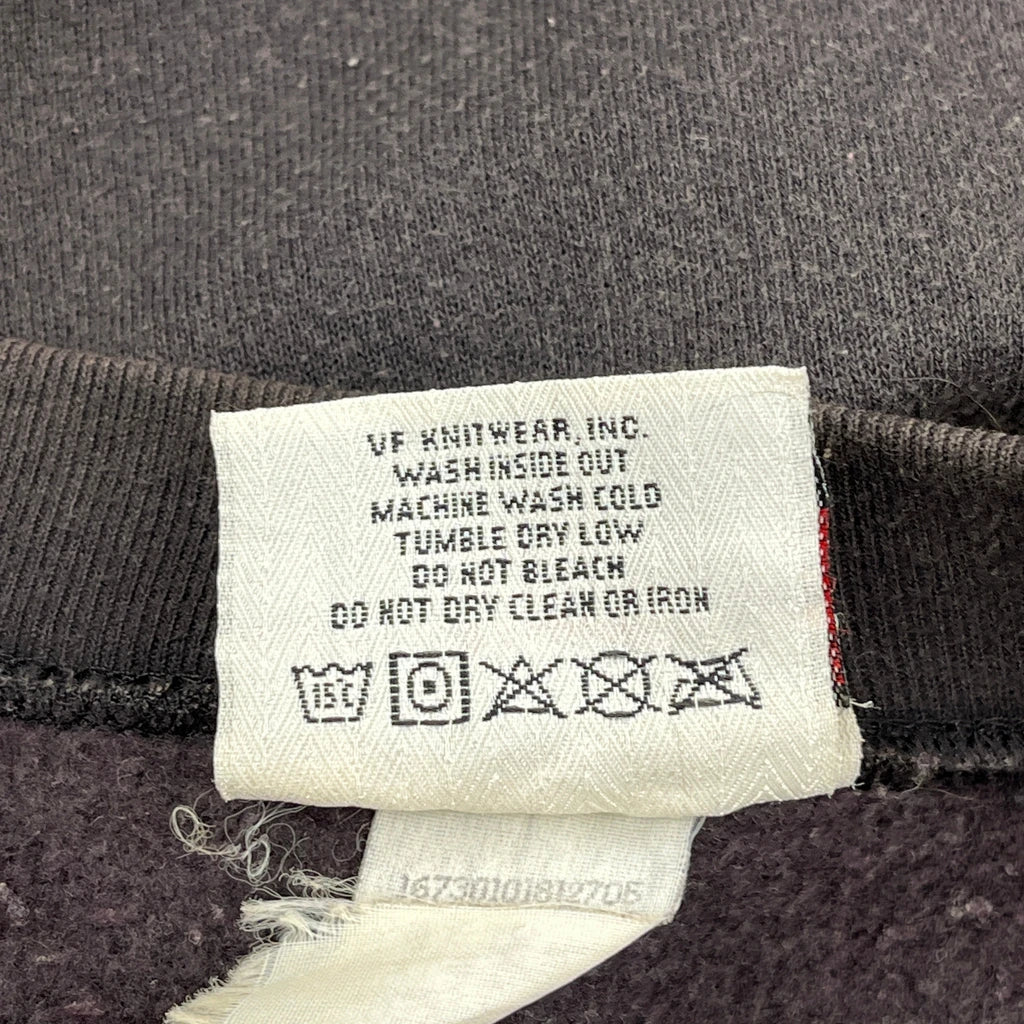 VF KNITWEAR, INC.
WASH INSIDE OUT
MACHINE WASH COLD
TUMBLE DRY LOW
DO NOT BLEACH
DO NOT DRY CLEAN OR IRON
15C
16730101812706